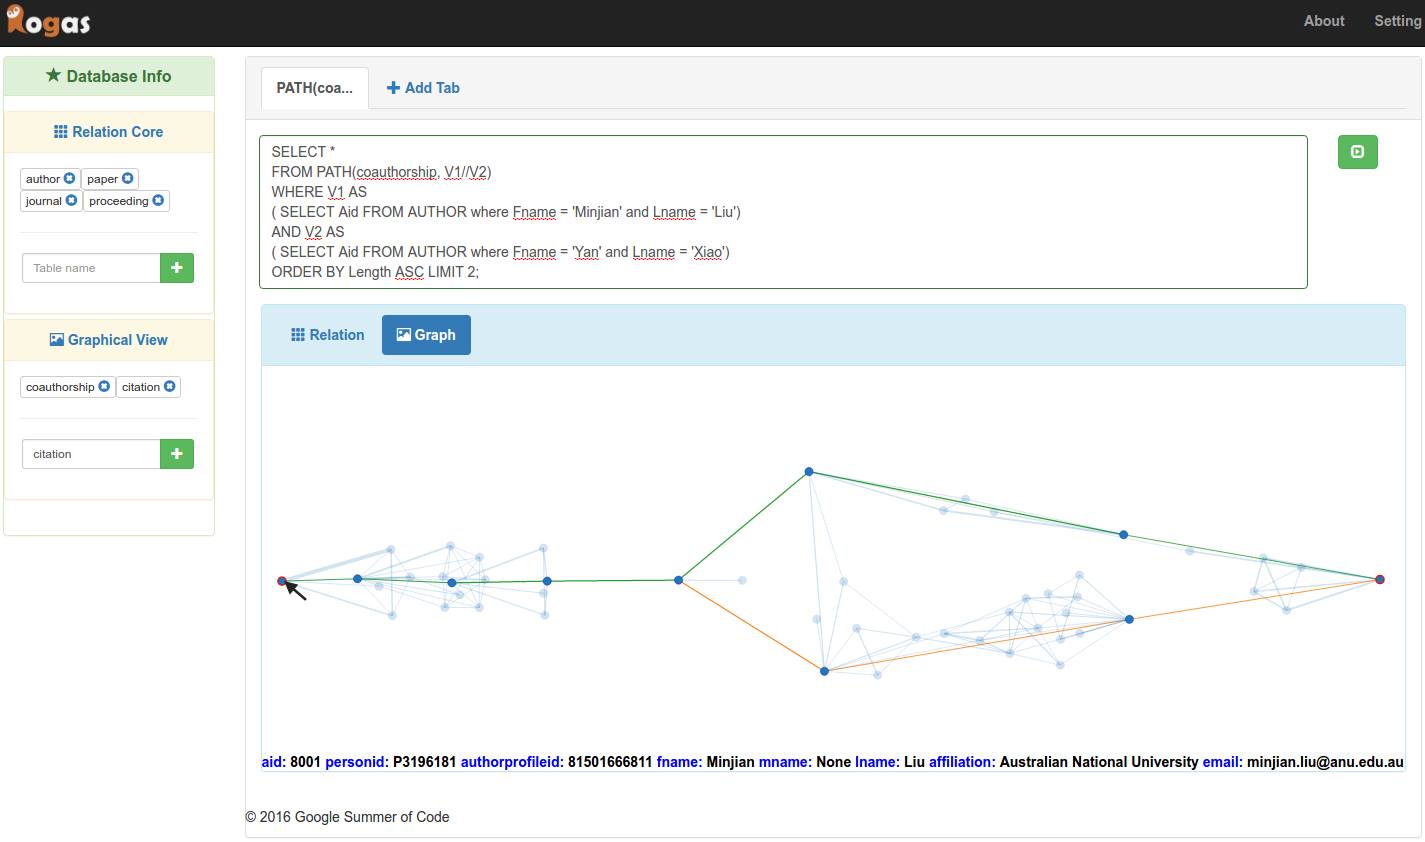 Rogas
About
Setting
Database Info
Relation Core
author paper
journal proceeding
Table name
Graphical View
coauthorship citation
citation
PATH(coa...
Add Tab
SELECT *
FROM PATH(coauthorship, V1//V2)
WHERE V1 AS
( SELECT Aid FROM AUTHOR where Fname = 'Minjian' and Lname = 'Liu')
AND V2 AS
( SELECT Aid FROM AUTHOR where Fname = 'Yan' and Lname = 'Xiao')
ORDER BY Length ASC LIMIT 2;
Relation
Graph
aid: 8001 personid: P3196181 authorprofileid: 81501666811 fname: Minjian mname: None lname: Liu affiliation: Australian National University email: minjian.liu@anu.edu.au
© 2016 Google Summer of Code